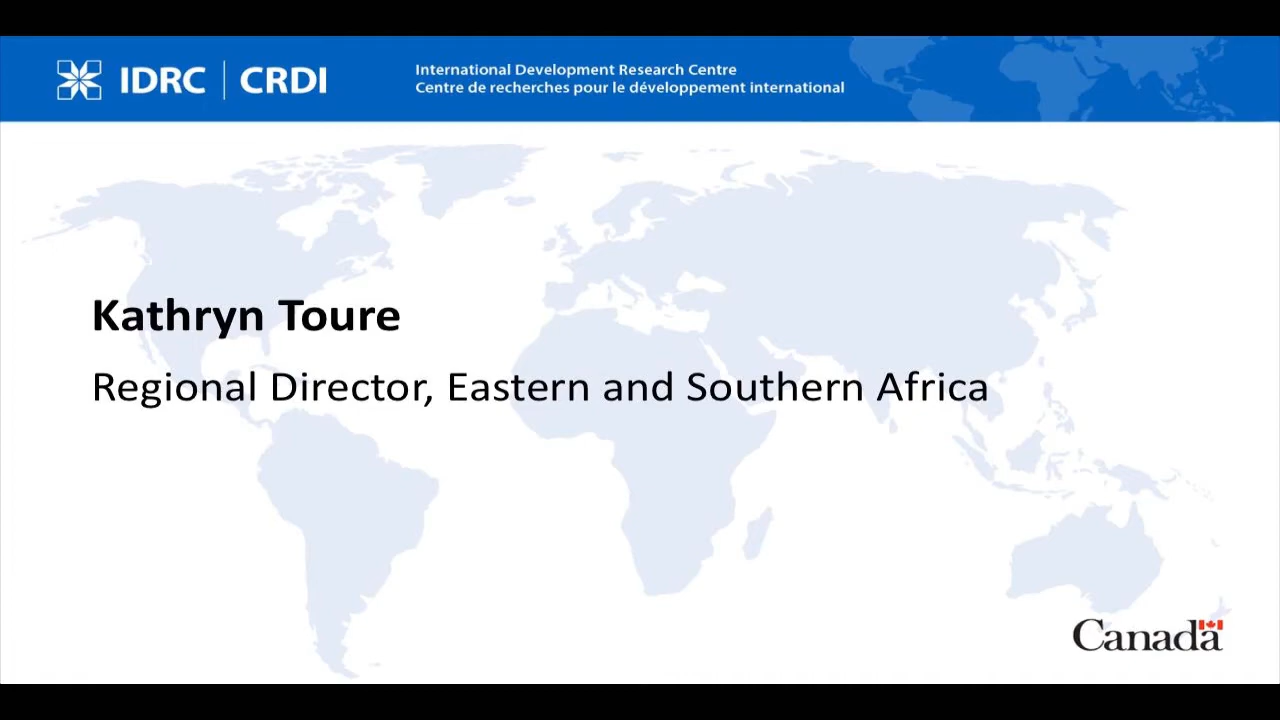 IDRC | CRDI
International Development Research Centre
Centre de recherches pour le développement international
Kathryn Toure
Regional Director, Eastern and Southern Africa
Canada